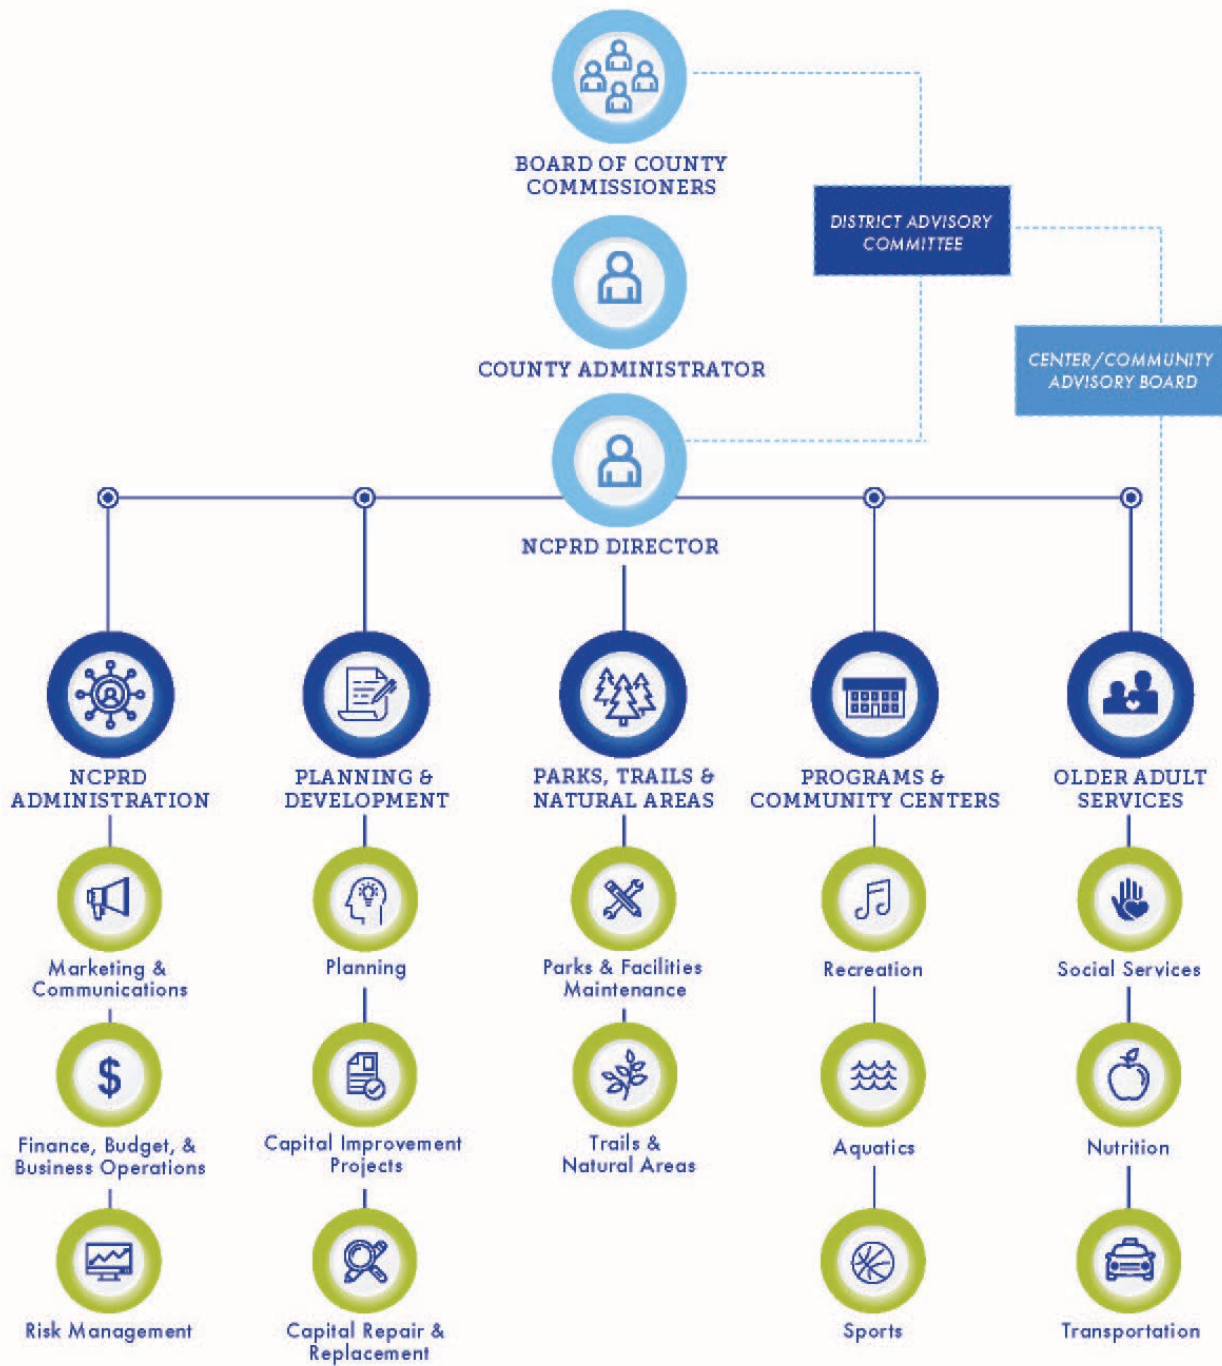 BOARD OF COUNTY
COMMISSIONERS
DISTRICT ADVISORY
COMMITTEE
COUNTY ADMINISTRATOR
CENTER/COMMUNITY
ADVISORY BOARD
NCPRD DIRECTOR
NCPRD
ADMINISTRATION
PLANNING &
DEVELOPMENT
PARKS, TRAILS &
NATURAL AREAS
PROGRAMS &
COMMUNITY CENTERS
OLDER ADULT
SERVICES
Marketing &
Communications
Planning
Parks & Facilities
Maintenance
Recreation
Social Services
$
Finance, Budget, &
Business Operations
Capital Improvement
Projects
Trails &
Natural Areas
Aquatics
Nutrition
Risk Management
Capital Repair &
Replacement
Sports
Transportation